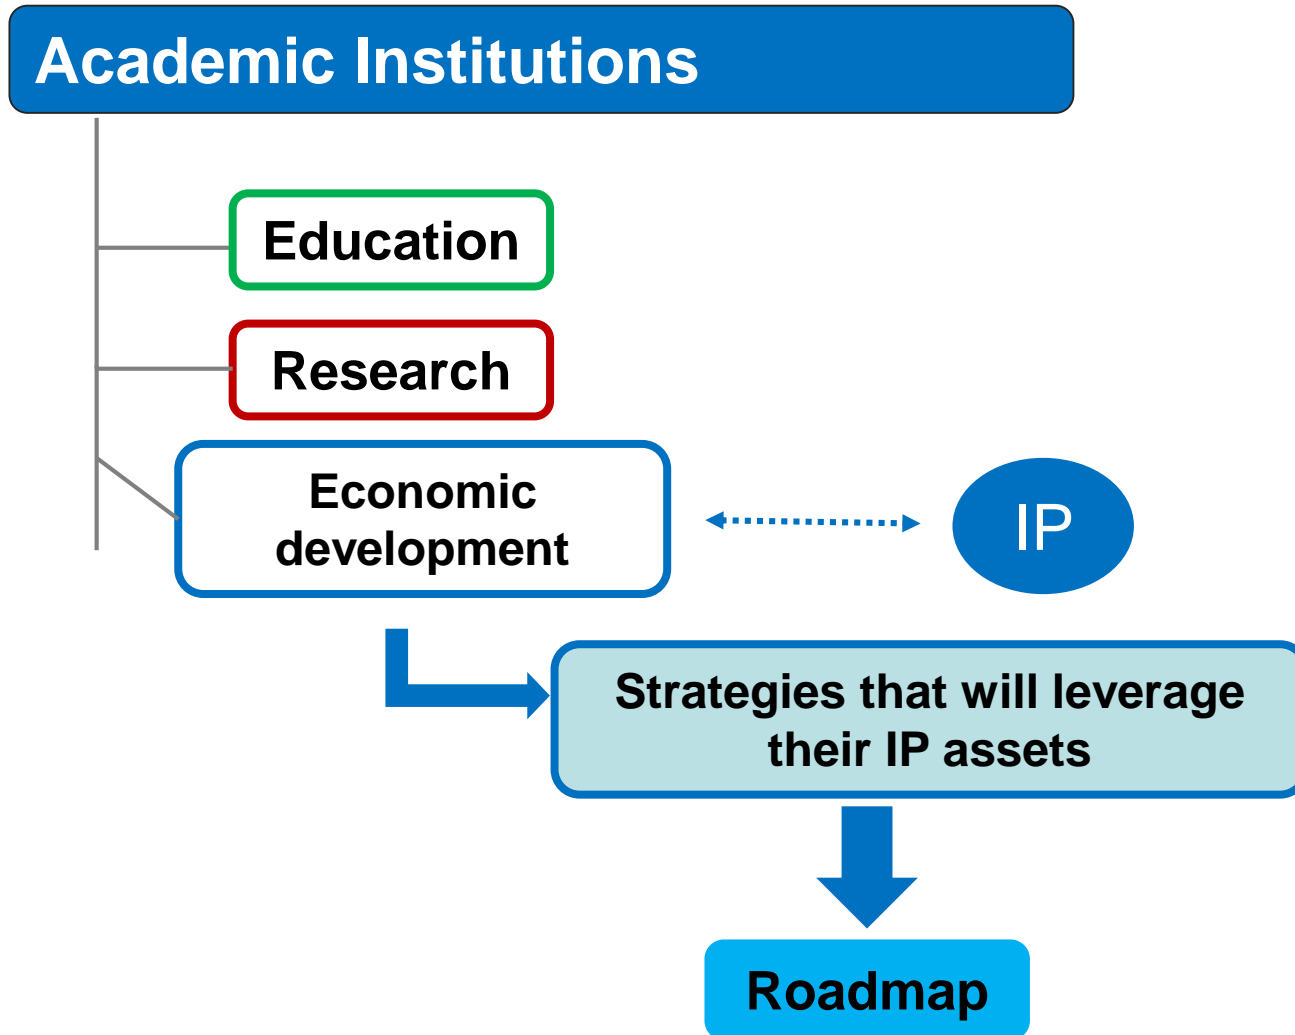 Academic Institutions
Education
Research
Economic
development
IP
Strategies that will leverage
their IP assets
Roadmap